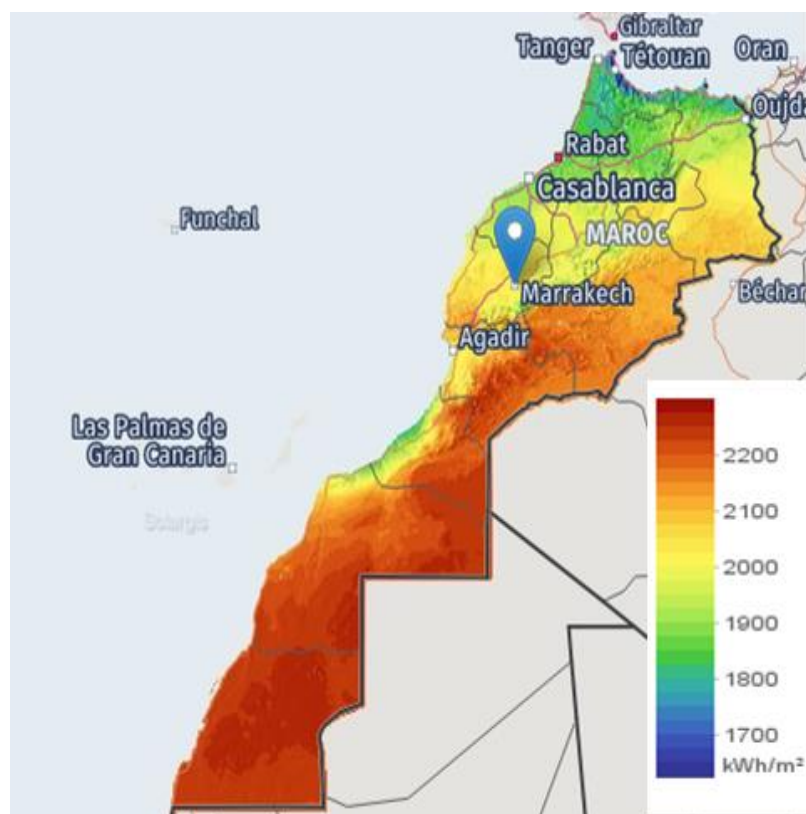 Gibraltar
Tanger
Tétouan
Oran
Oujda
Rabat
Casablanca
Funchal
MAROC
Marrakech
Béchar
Agadir
Las Palmas de
Gran Canaria
Solargis
2200
2100
2000
1900
1800
1700
kWh/m²